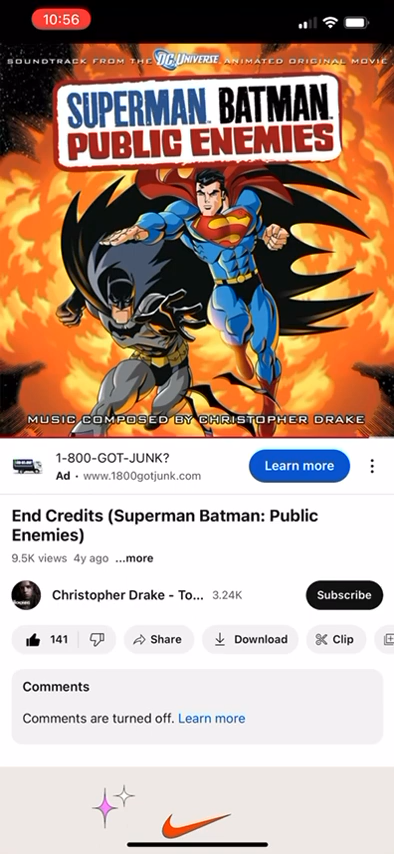 10:56
SOUNDTRACK FROM THE DC UNIVERSE ANIMATED ORIGINAL MOVIE
SUPERMAN BATMAN
PUBLIC ENEMIES
MUSIC COMPOSED BY CHRISTOPHER DRAKE
1-800-GOT-JUNK?
Ad · www.1800gotjunk.com
Learn more
End Credits (Superman Batman: Public
Enemies)
9.5K views 4y ago ...more
Christopher Drake - To... 3.24K
Subscribe
141 Share Download Clip
Comments
Comments are turned off. Learn more